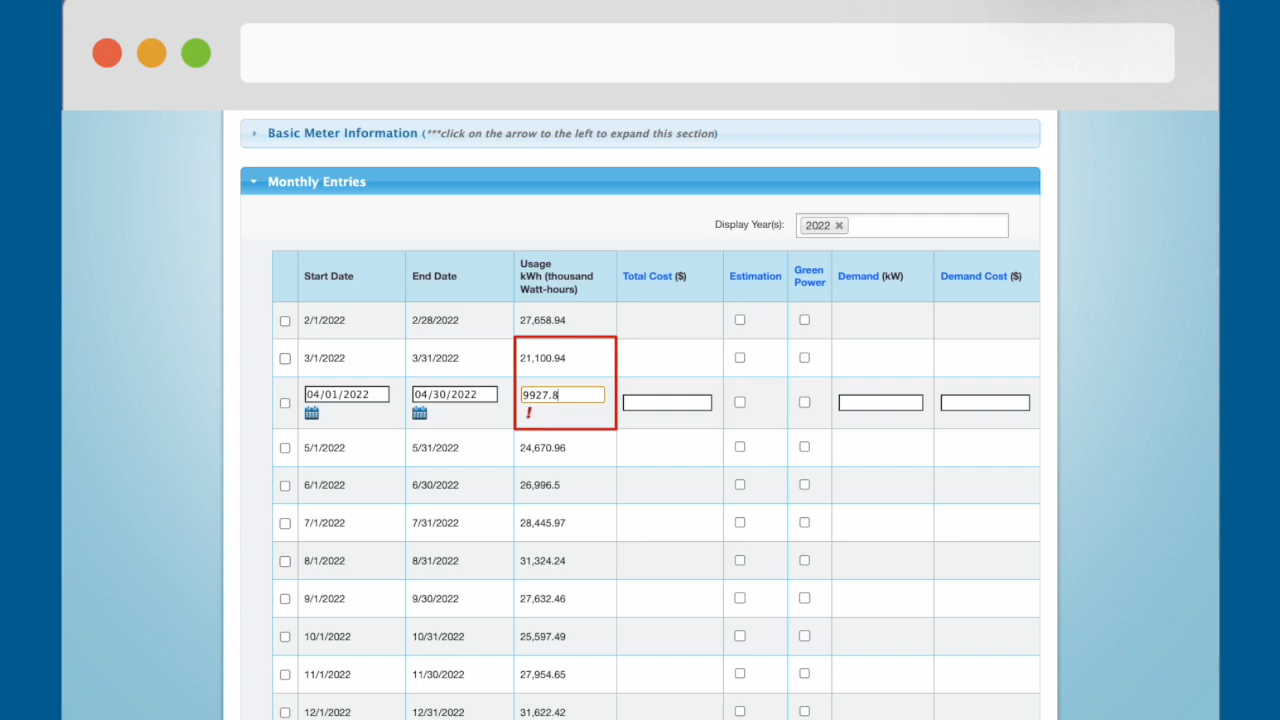 Basic Meter Information (***click on the arrow to the left to expand this section)
Monthly Entries
Display Year(s): 2022
Start Date End Date Usage kWh (thousand Watt-hours) Total Cost ($) Estimation Green Power Demand (kW) Demand Cost ($)
2/1/2022 2/28/2022 27,658.94
3/1/2022 3/31/2022 21,100.94
04/01/2022 04/30/2022 9927.8
!
5/1/2022 5/31/2022 24,670.96
6/1/2022 6/30/2022 26,996.5
7/1/2022 7/31/2022 28,445.97
8/1/2022 8/31/2022 31,324.24
9/1/2022 9/30/2022 27,632.46
10/1/2022 10/31/2022 25,597.49
11/1/2022 11/30/2022 27,954.65
12/1/2022 12/31/2022 31,622.42